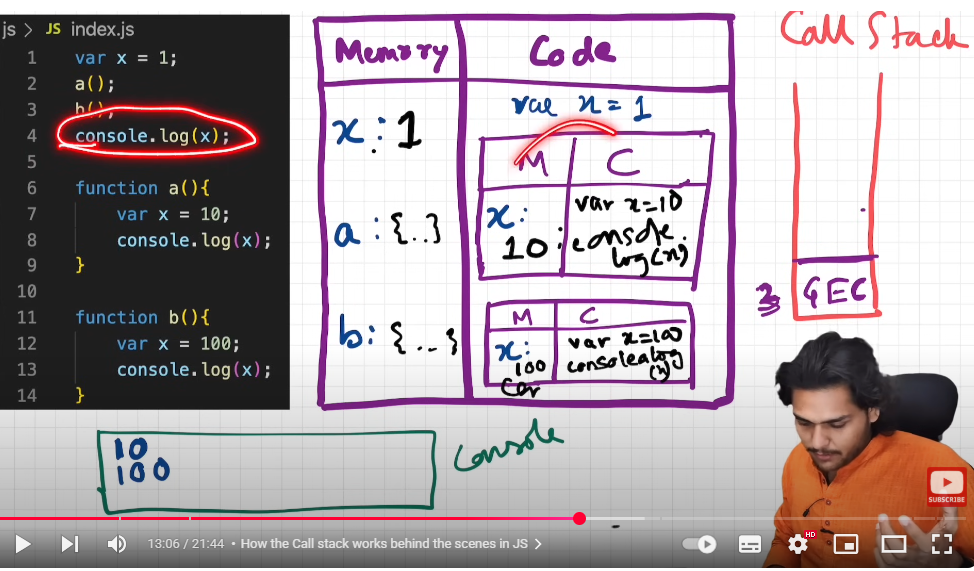 js > JS index.js
1 var x = 1;
2 a();
3 b();
4 console.log(x);
5
6 function a(){
7 var x = 10;
8 console.log(x);
9 }
10
11 function b(){
12 var x = 100;
13 console.log(x);
14 }
Memory
Code
x : 1
a : {..}
b : {...}
var x = 1
M C
x:
10
var x=10
console.
log(x)
M C
x:
100
var x=100
console.log
(x)
Call Stack
GEC
10
100
Console
SUBSCRIBE
13:06 / 21:44 • How the Call stack works behind the scenes in JS >
HD